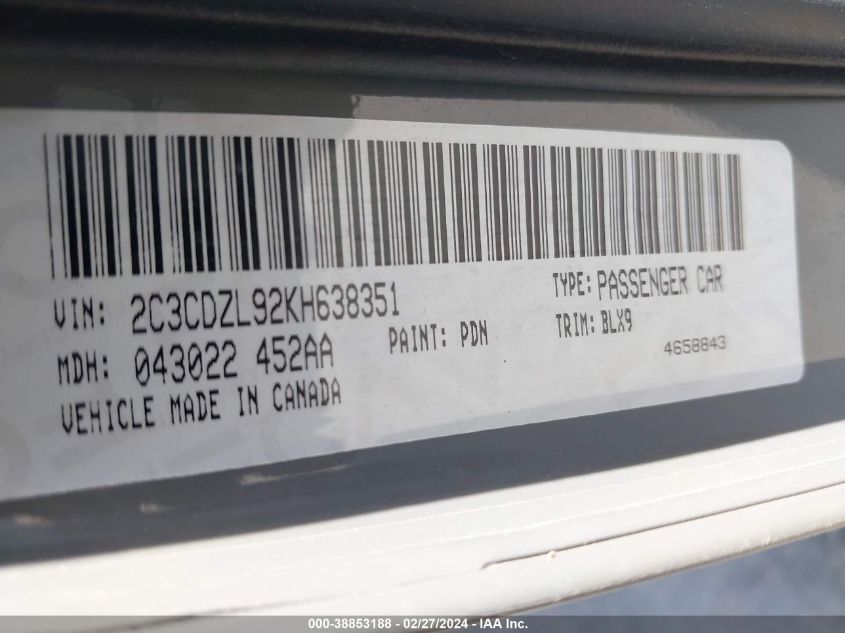 VIN: 2C3CDZL92KH638351 TYPE: PASSENGER CAR
MDH: 043022 452AA PAINT: PDN TRIM: BLX9 4658843
VEHICLE MADE IN CANADA
000-38853188 - 02/27/2024 - IAA Inc.